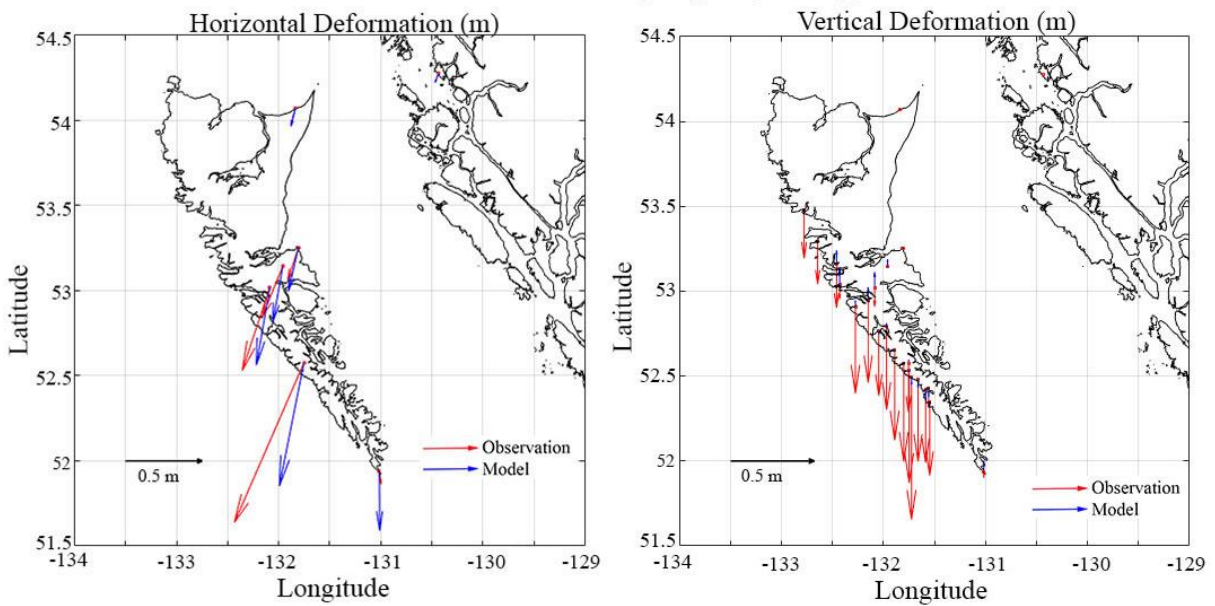 Horizontal Deformation (m)
54.5
54
53.5
53
52.5
52
51.5
Latitude
0.5 m
Observation
Model
-134
-133
-132
-131
-130
-129
Longitude
Vertical Deformation (m)
54.5
54
53.5
53
52.5
52
51.5
Latitude
0.5 m
Observation
Model
-134
-133
-132
-131
-130
-129
Longitude